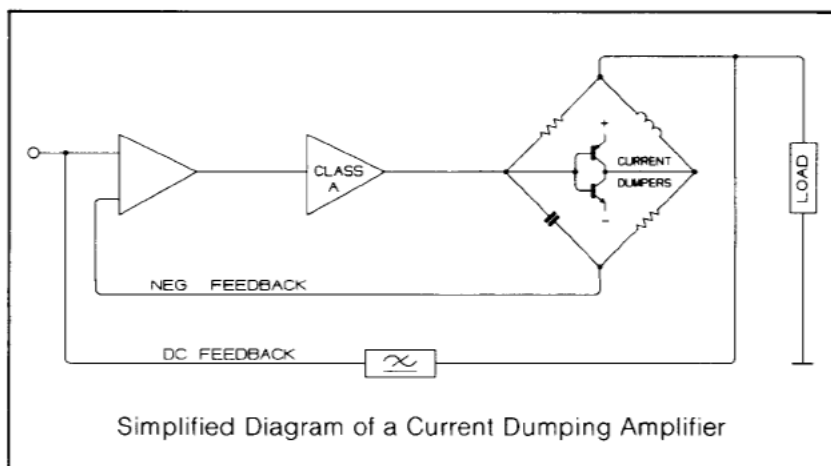 CLASS
A
+
CURRENT
DUMPERS
−
LOAD
NEG FEEDBACK
DC FEEDBACK
Simplified Diagram of a Current Dumping Amplifier